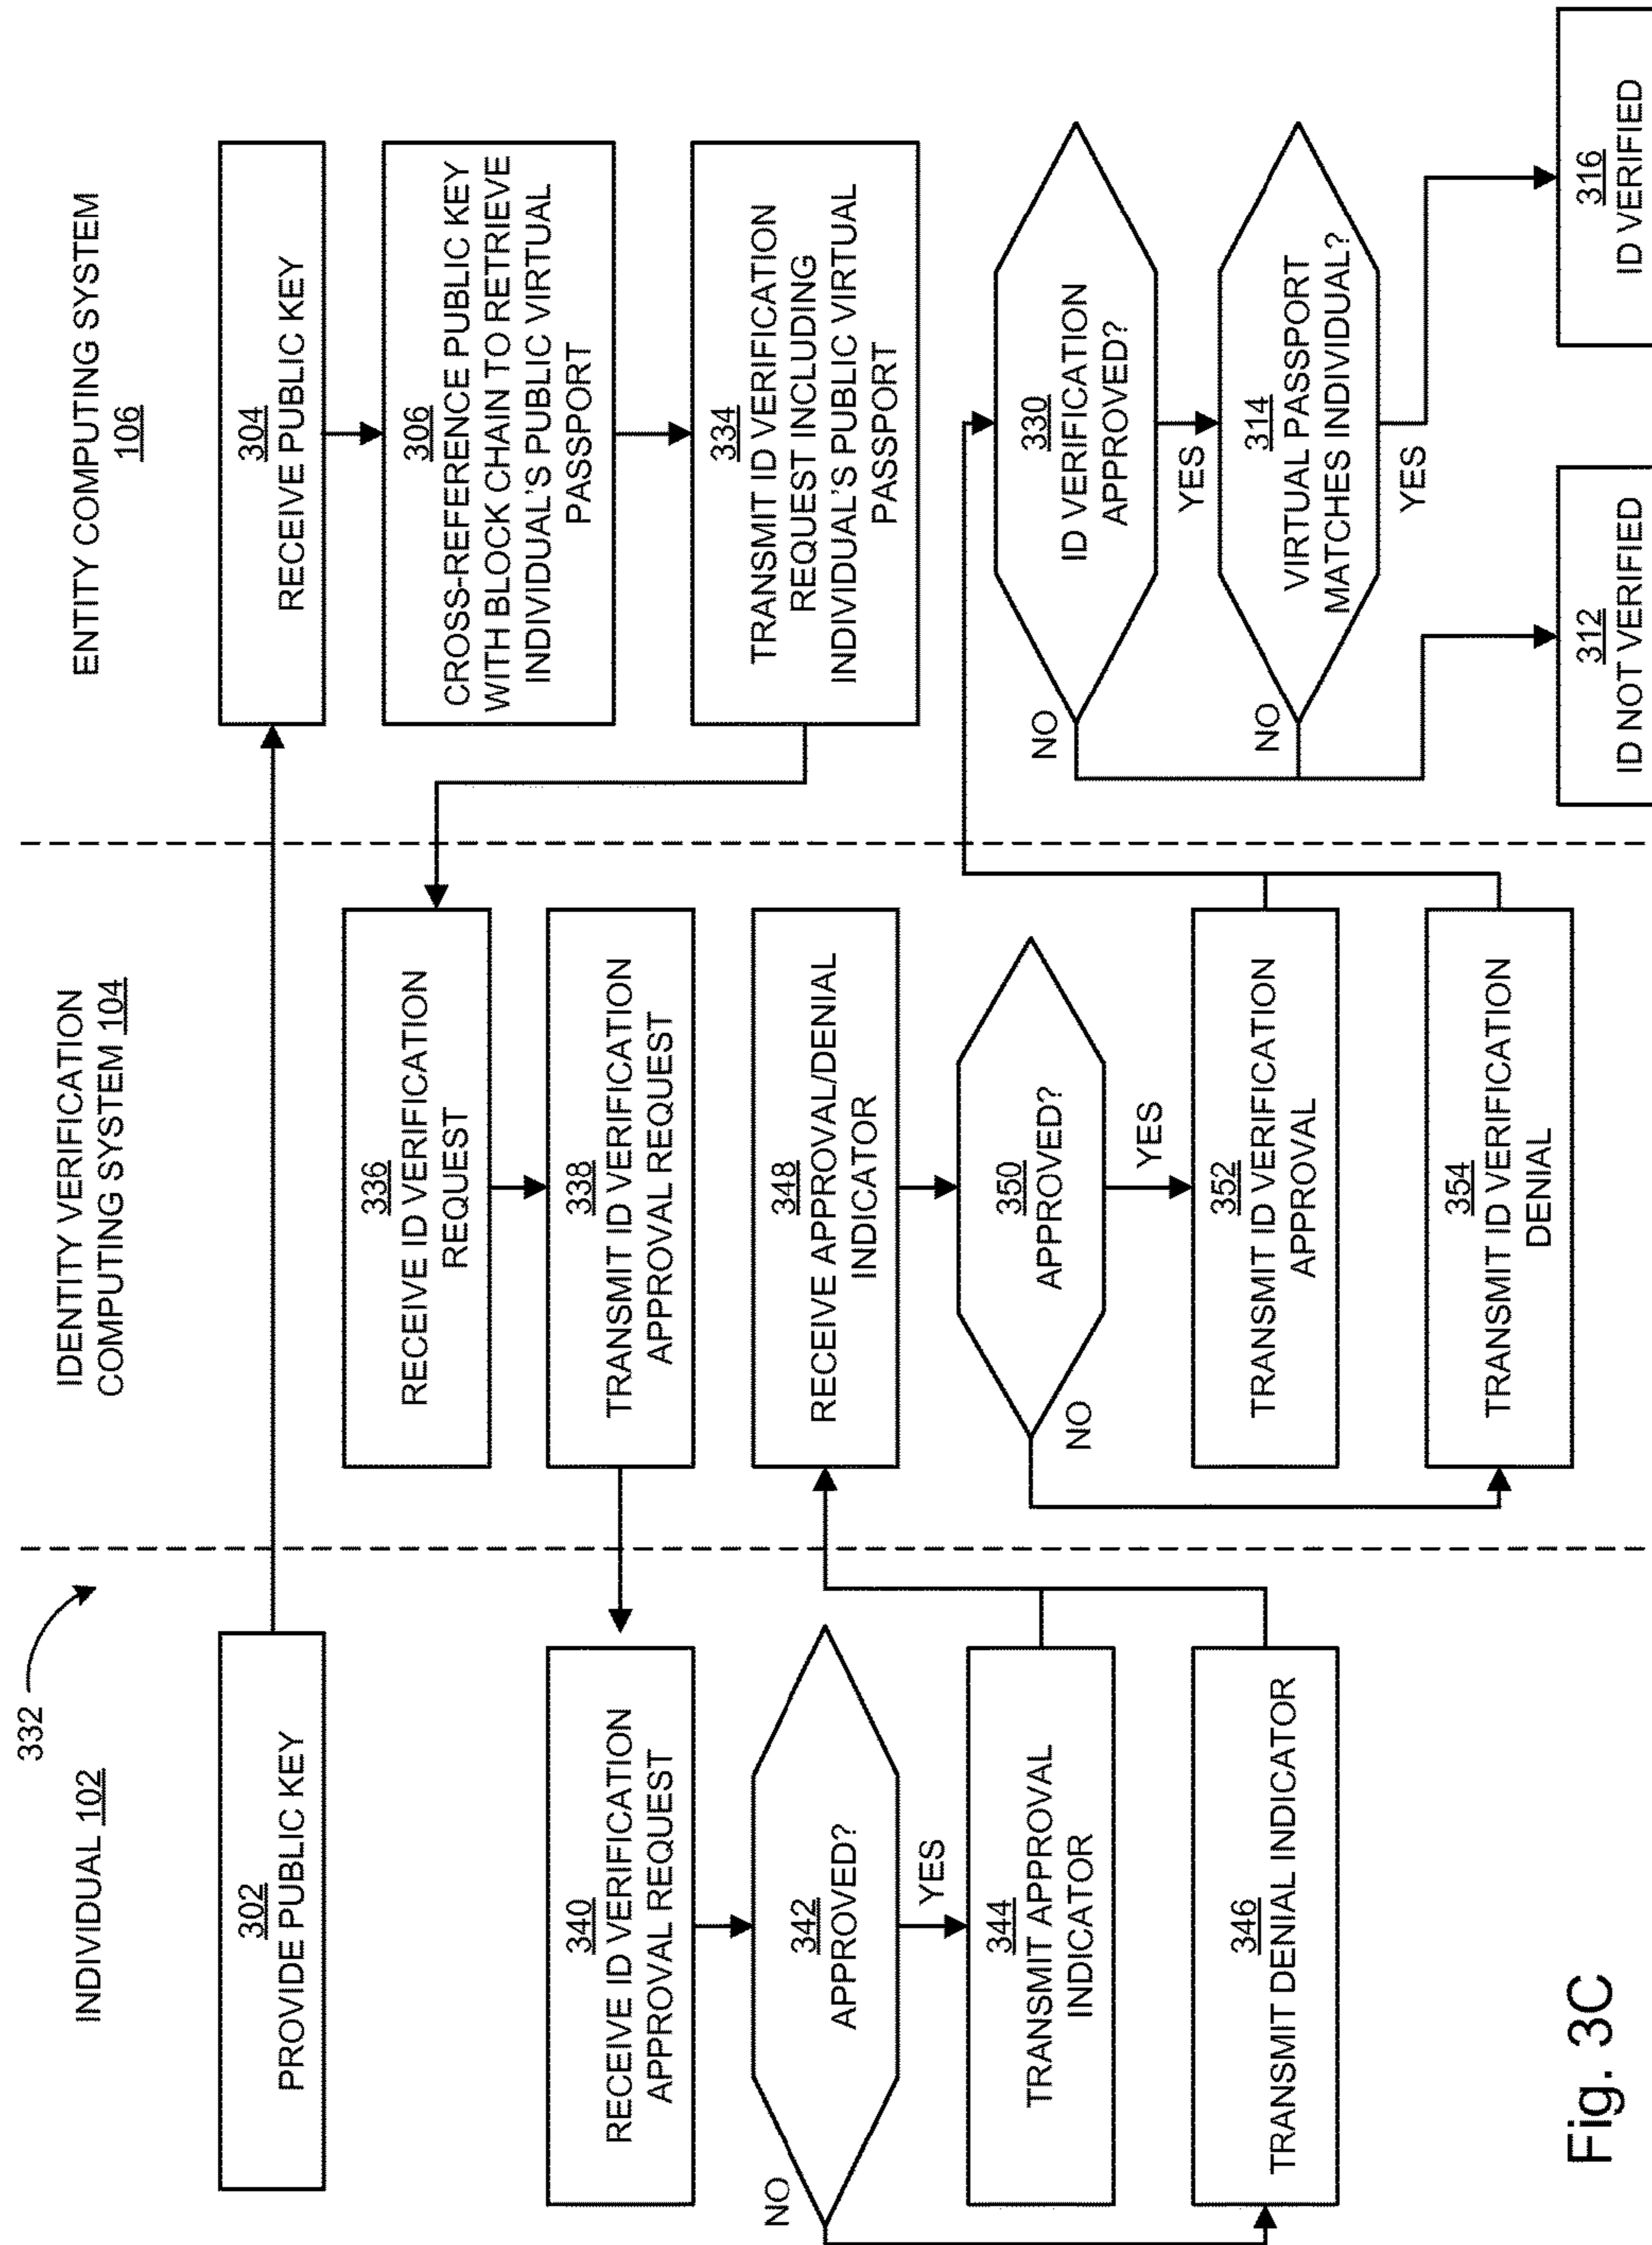 332
INDIVIDUAL 102
302
PROVIDE PUBLIC KEY
340
RECEIVE ID VERIFICATION
APPROVAL REQUEST
342
APPROVED?
NO
YES
344
TRANSMIT APPROVAL
INDICATOR
346
TRANSMIT DENIAL INDICATOR
IDENTITY VERIFICATION
COMPUTING SYSTEM 104
336
RECEIVE ID VERIFICATION
REQUEST
338
TRANSMIT ID VERIFICATION
APPROVAL REQUEST
348
RECEIVE APPROVAL/DENIAL
INDICATOR
350
APPROVED?
NO
YES
352
TRANSMIT ID VERIFICATION
APPROVAL
354
TRANSMIT ID VERIFICATION
DENIAL
ENTITY COMPUTING SYSTEM
106
304
RECEIVE PUBLIC KEY
306
CROSS-REFERENCE PUBLIC KEY
WITH BLOCK CHAIN TO RETRIEVE
INDIVIDUAL'S PUBLIC VIRTUAL
PASSPORT
334
TRANSMIT ID VERIFICATION
REQUEST INCLUDING
INDIVIDUAL'S PUBLIC VIRTUAL
PASSPORT
330
ID VERIFICATION
APPROVED?
NO
YES
314
VIRTUAL PASSPORT
MATCHES INDIVIDUAL?
NO
YES
312
ID NOT VERIFIED
316
ID VERIFIED
Fig. 3C